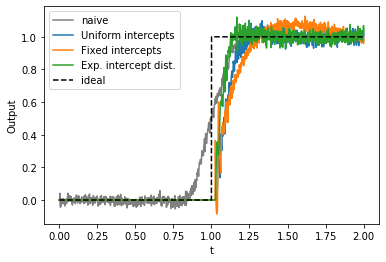 naive
Uniform intercepts
Fixed intercepts
Exp. intercept dist.
ideal
Output
1.0
0.8
0.6
0.4
0.2
0.0
0.00 0.25 0.50 0.75 1.00 1.25 1.50 1.75 2.00
t